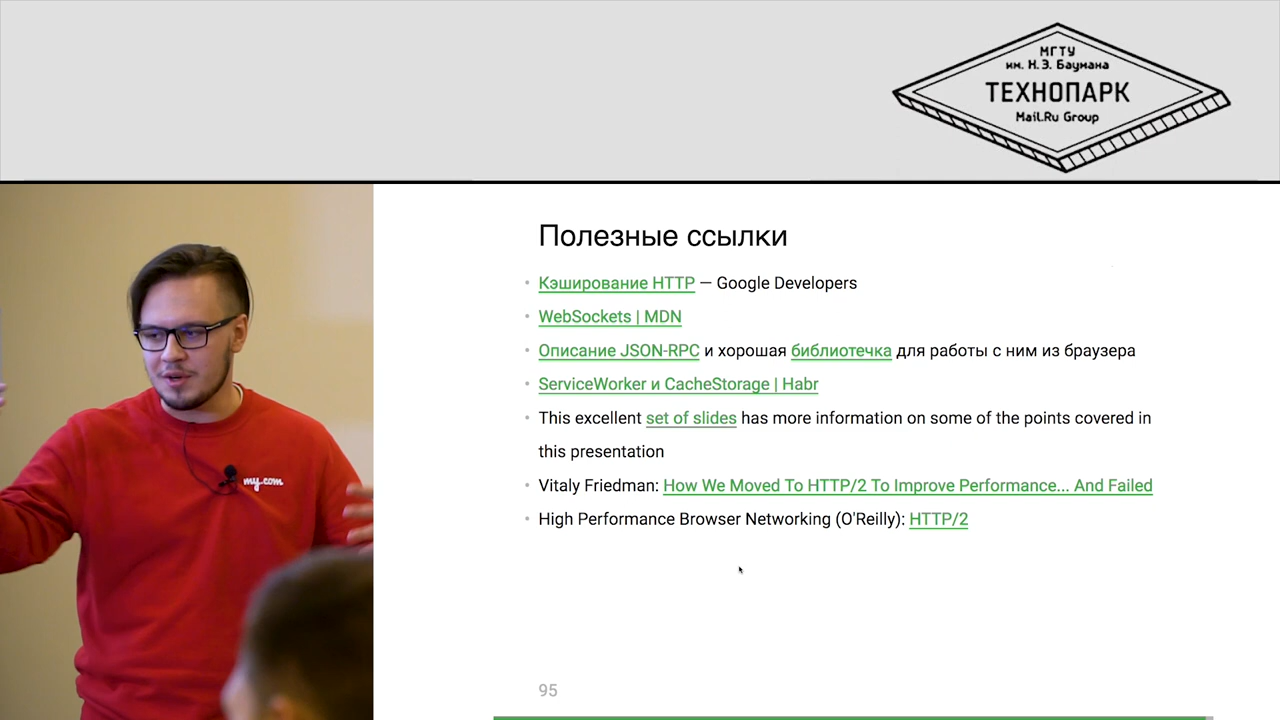 МГТУ
им. Н.Э. Баумана
ТЕХНОПАРК
Mail.Ru Group
Полезные ссылки
Кэширование HTTP — Google Developers
WebSockets | MDN
Описание JSON-RPC и хорошая библиотечка для работы с ним из браузера
ServiceWorker и CacheStorage | Habr
This excellent set of slides has more information on some of the points covered in
this presentation
Vitaly Friedman: How We Moved To HTTP/2 To Improve Performance... And Failed
High Performance Browser Networking (O'Reilly): HTTP/2
my.com
95